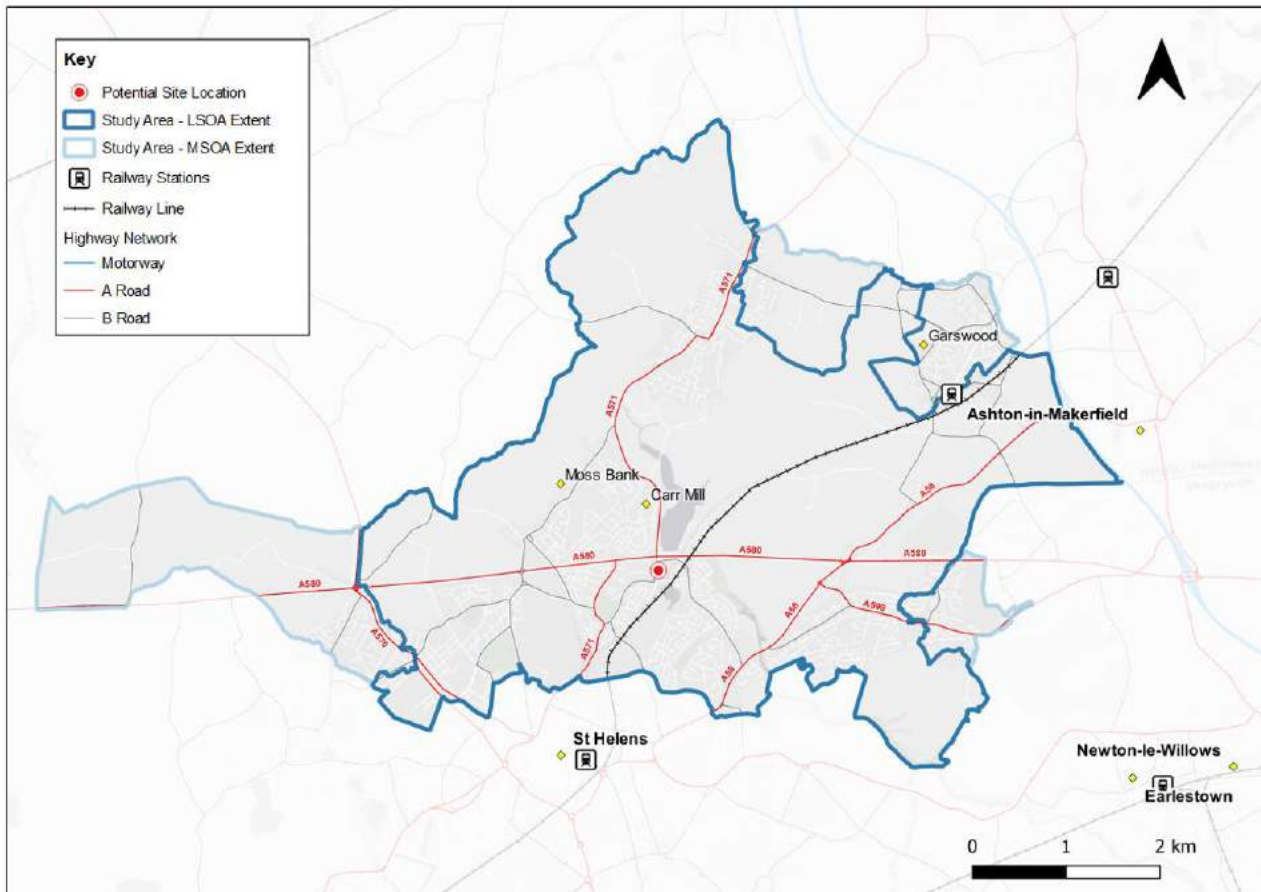 Key
Potential Site Location
Study Area - LSOA Extent
Study Area - MSOA Extent
Railway Stations
Railway Line
Highway Network
Motorway
A Road
B Road
A571
Garswood
Ashton-in-Makerfield
A571
Moss Bank
Carr Mill
A58
A580
A580
A580
A580
A58
A599
A570
A571
A58
St Helens
Newton-le-Willows
Earlestown
0 1 2 km